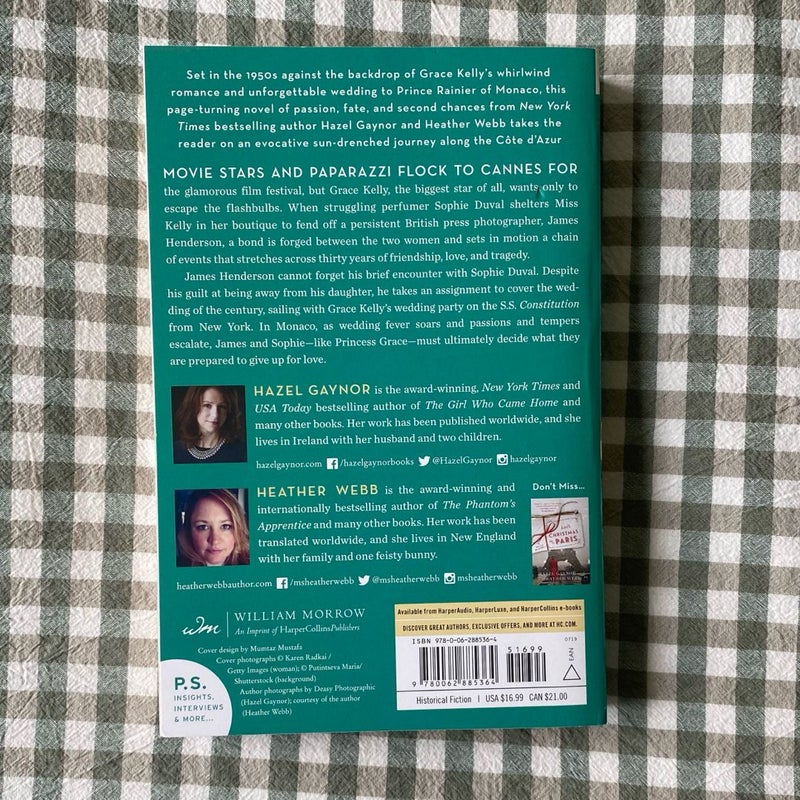 Set in the 1950s against the backdrop of Grace Kelly's whirlwind
romance and unforgettable wedding to Prince Rainier of Monaco, this
page-turning novel of passion, fate, and second chances from New York
Times bestselling author Hazel Gaynor and Heather Webb takes the
reader on an evocative sun-drenched journey along the Côte d'Azur
MOVIE STARS AND PAPARAZZI FLOCK TO CANNES FOR
the glamorous film festival, but Grace Kelly, the biggest star of all, wants only to
escape the flashbulbs. When struggling perfumer Sophie Duval shelters Miss
Kelly in her boutique to fend off a persistent British press photographer, James
Henderson, a bond is forged between the two women and sets in motion a chain
of events that stretches across thirty years of friendship, love, and tragedy.
James Henderson cannot forget his brief encounter with Sophie Duval. Despite
his guilt at being away from his daughter, he takes an assignment to cover the wed-
ding of the century, sailing with Grace Kelly's wedding party on the S.S. Constitution
from New York. In Monaco, as wedding fever soars and passions and tempers
escalate, James and Sophie—like Princess Grace—must ultimately decide what they
are prepared to give up for love.
HAZEL GAYNOR is the award-winning, New York Times and
USA Today bestselling author of The Girl Who Came Home and
many other books. Her work has been published worldwide, and she
lives in Ireland with her husband and two children.
hazelgaynor.com f/hazelgaynorbooks @HazelGaynor hazelgaynor
HEATHER WEBB is the award-winning and
internationally bestselling author of The Phantom's
Apprentice and many other books. Her work has been
translated worldwide, and she lives in New England
with her family and one feisty bunny.
heatherwebbauthor.com f/msheatherwebb @msheatherwebb msheatherwebb
Don't Miss...
LAST
CHRISTMAS
in PARIS
HAZEL GAYNOR
HEATHER WEBB
wm | WILLIAM MORROW
An Imprint of HarperCollinsPublishers
Cover design by Mumtaz Mustafa
Cover photographs © Karen Radkai /
Getty Images (woman); © Putintseva Maria/
Shutterstock (background)
Author photographs by Deasy Photographic
(Hazel Gaynor); courtesy of the author
(Heather Webb)
P.S.
INSIGHTS,
INTERVIEWS
& MORE...
Available from HarperAudio, HarperLuxe, and HarperCollins e-books
DISCOVER GREAT AUTHORS, EXCLUSIVE OFFERS, AND MORE AT HC.COM.
ISBN 978-0-06-288536-4
0719
51699
EAN
9 780062 885364
Historical Fiction | USA $16.99 CAN $21.00